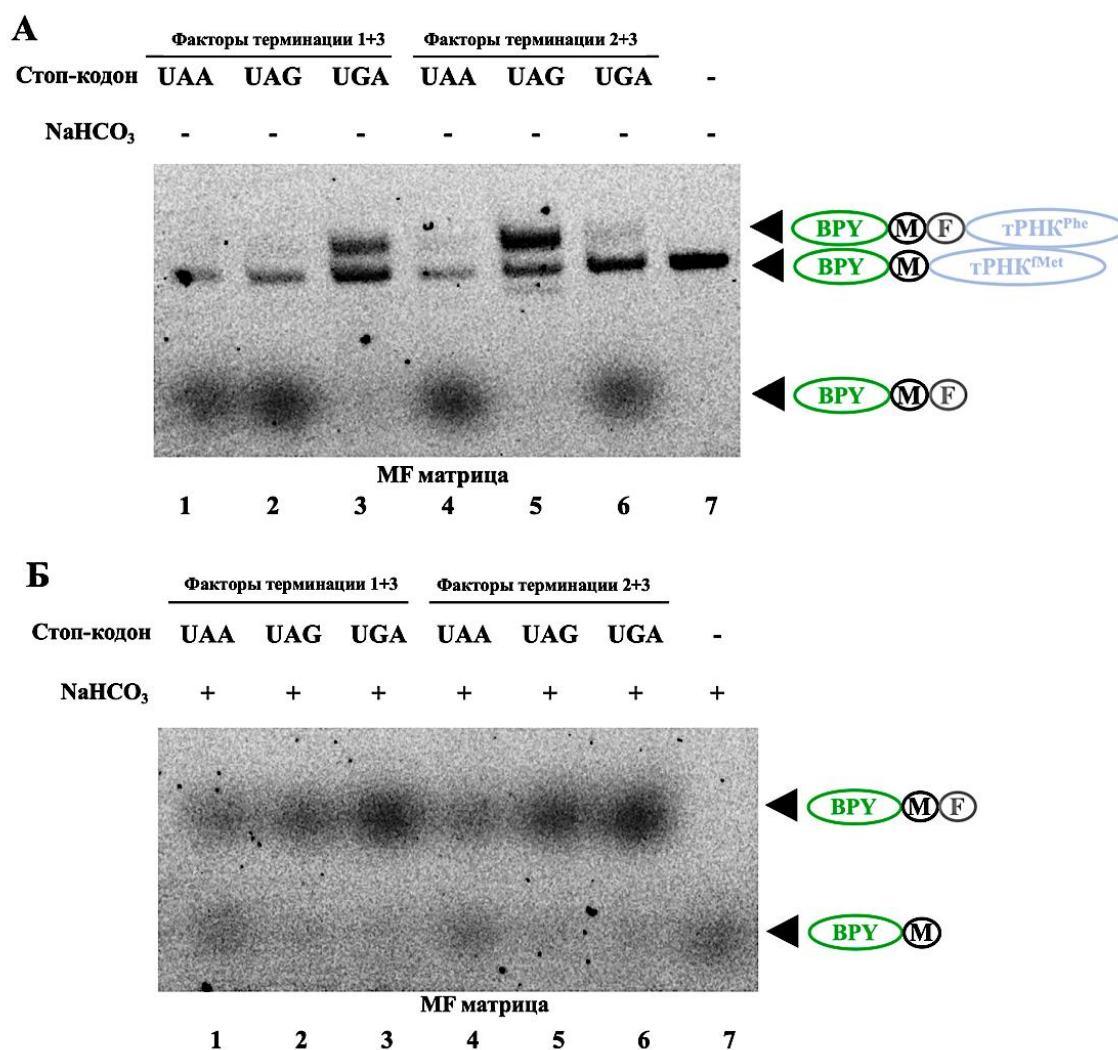 А
Факторы терминации 1+3 Факторы терминации 2+3
Стоп-кодон UAA UAG UGA UAA UAG UGA -
NaHCO₃ - - - - - - -
BPY M F тРНК^Phe
BPY M тРНК^fMet
BPY M F
MF матрица
1 2 3 4 5 6 7
Б
Факторы терминации 1+3 Факторы терминации 2+3
Стоп-кодон UAA UAG UGA UAA UAG UGA -
NaHCO₃ + + + + + + +
BPY M F
BPY M
MF матрица
1 2 3 4 5 6 7